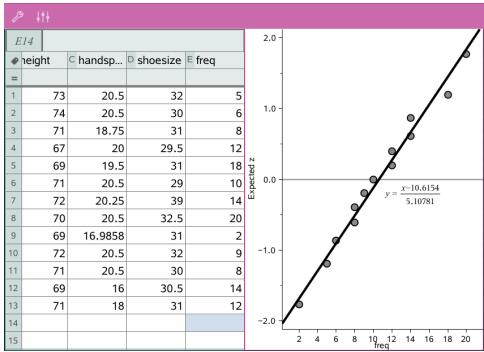 E14
height C handsp... D shoesize E freq
=
1 73 20.5 32 5
2 74 20.5 30 6
3 71 18.75 31 8
4 67 20 29.5 12
5 69 19.5 31 18
6 71 20.5 29 10
7 72 20.25 39 14
8 70 20.5 32.5 20
9 69 16.9858 31 2
10 72 20.5 32 9
11 71 20.5 30 8
12 69 16 30.5 14
13 71 18 31 12
14
15
2.0
1.0
0.0
-1.0
-2.0
Expected z
y = x-10.6154
5.10781
2 4 6 8 10 12 14 16 18 20
freq